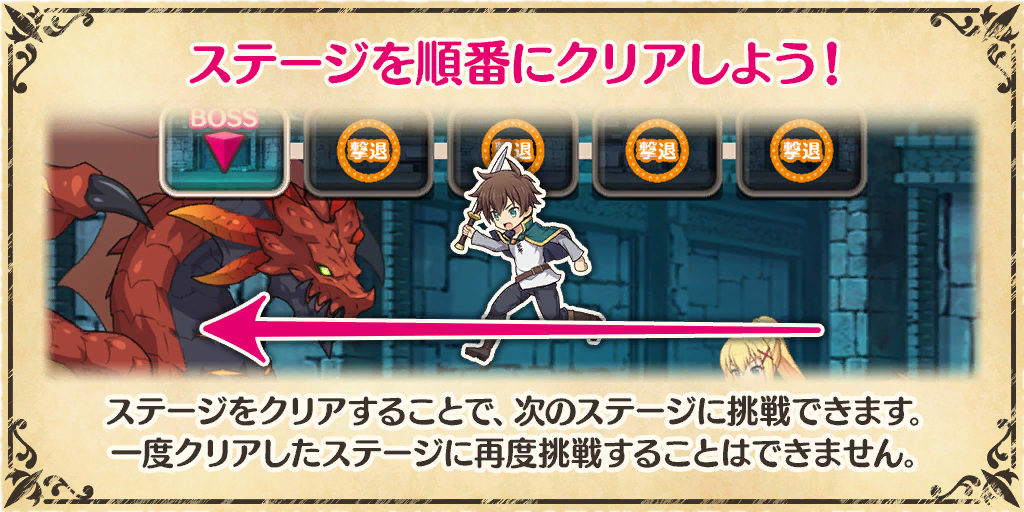 ステージを順番にクリアしよう!
BOSS
撃退
撃退
撃退
撃退
ステージをクリアすることで、次のステージに挑戦できます。
一度クリアしたステージに再度挑戦することはできません。